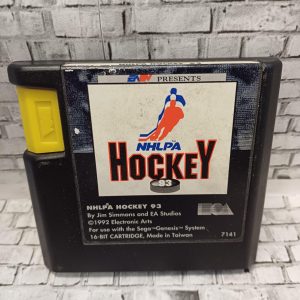 PRESENTS
NHLPA
HOCKEY
93
NHLPA HOCKEY 93
By Jim Simmons and EA Studios
©1992 Electronic Arts
For use with the Sega™ Genesis™ System
16-BIT CARTRIDGE, Made in Taiwan
7141